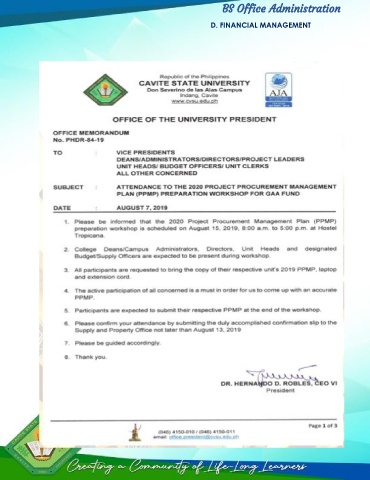 BS Office Administration
D. FINANCIAL MANAGEMENT
Republic of the Philippines
CAVITE STATE UNIVERSITY
Don Severino de las Alas Campus
Indang, Cavite
www.cvsu.edu.ph
AJA
OFFICE OF THE UNIVERSITY PRESIDENT
OFFICE MEMORANDUM
No. PHDR-84-19
TO : VICE PRESIDENTS
DEANS/ADMINISTRATORS/DIRECTORS/PROJECT LEADERS
UNIT HEADS/ BUDGET OFFICERS/ UNIT CLERKS
ALL OTHER CONCERNED
SUBJECT : ATTENDANCE TO THE 2020 PROJECT PROCUREMENT MANAGEMENT
PLAN (PPMP) PREPARATION WORKSHOP FOR GAA FUND
DATE : AUGUST 7, 2019
1. Please be informed that the 2020 Project Procurement Management Plan (PPMP)
preparation workshop is scheduled on August 15, 2019, 8:00 a.m. to 5:00 p.m. at Hostel
Tropicana.
2. College Deans/Campus Administrators, Directors, Unit Heads and designated
Budget/Supply Officers are expected to be present during workshop.
3. All participants are requested to bring the copy of their respective unit's 2019 PPMP, laptop
and extension cord.
4. The active participation of all concerned is a must in order for us to come up with an accurate
PPMP.
5. Participants are expected to submit their respective PPMP at the end of the workshop.
6. Please confirm your attendance by submitting the duly accomplished confirmation slip to the
Supply and Property Office not later than August 13, 2019
7. Please be guided accordingly.
8. Thank you.
DR. HERNANDO D. ROBLES, CEO VI
President
Page 1 of 3
(046) 4150-010 / (046) 4150-011
email: office.president@cvsu.edu.ph
Creating a Community of Life-Long Learners